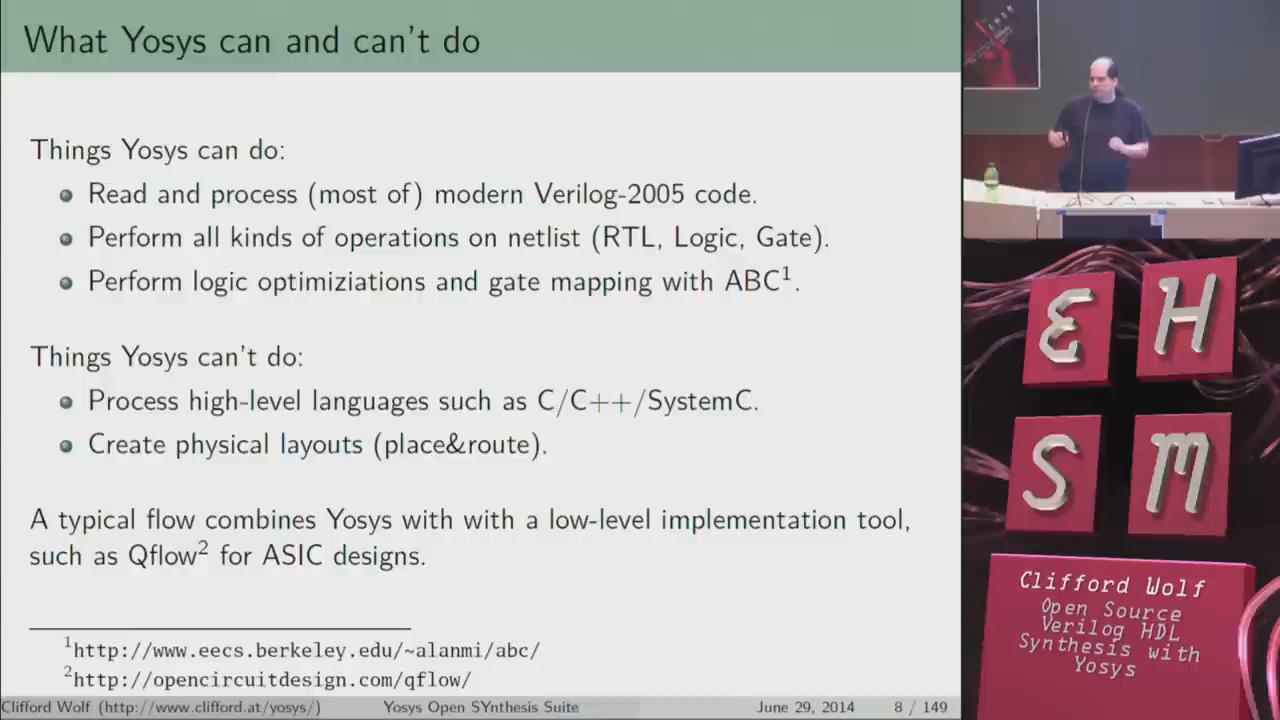 What Yosys can and can't do
Things Yosys can do:
Read and process (most of) modern Verilog-2005 code.
Perform all kinds of operations on netlist (RTL, Logic, Gate).
Perform logic optimiziations and gate mapping with ABC¹.
Things Yosys can't do:
Process high-level languages such as C/C++/SystemC.
Create physical layouts (place&route).
A typical flow combines Yosys with with a low-level implementation tool,
such as Qflow² for ASIC designs.
¹http://www.eecs.berkeley.edu/~alanmi/abc/
²http://opencircuitdesign.com/qflow/
Clifford Wolf (http://www.clifford.at/yosys/) Yosys Open SYnthesis Suite June 29, 2014 8 / 149
E H
S M
Clifford Wolf
Open Source
Verilog HDL
Synthesis with
Yosys